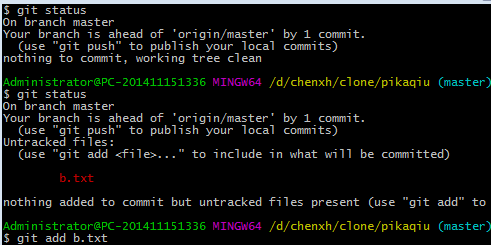 $ git status
On branch master
Your branch is ahead of 'origin/master' by 1 commit.
  (use "git push" to publish your local commits)
nothing to commit, working tree clean

Administrator@PC-201411151336 MINGW64 /d/chenxh/clone/pikaqiu (master)
$ git status
On branch master
Your branch is ahead of 'origin/master' by 1 commit.
  (use "git push" to publish your local commits)
Untracked files:
  (use "git add <file>..." to include in what will be committed)

        b.txt

nothing added to commit but untracked files present (use "git add" to

Administrator@PC-201411151336 MINGW64 /d/chenxh/clone/pikaqiu (master)
$ git add b.txt